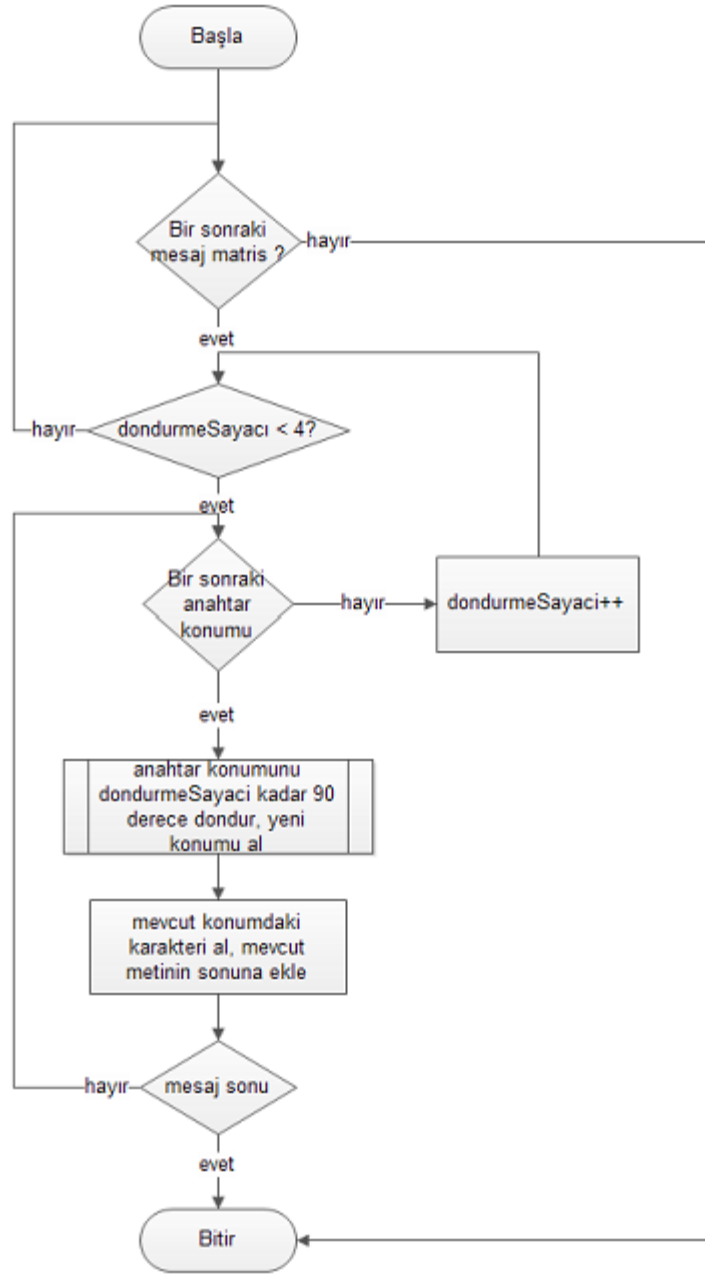 Başla
Bir sonraki
mesaj matris ?
hayır
evet
dondurmeSayacı < 4?
hayır
evet
Bir sonraki
anahtar
konumu
hayır
dondurmeSayaci++
evet
anahtar konumunu
dondurmeSayaci kadar 90
derece dondur, yeni
konumu al
mevcut konumdaki
karakteri al, mevcut
metinin sonuna ekle
hayır
mesaj sonu
evet
Bitir